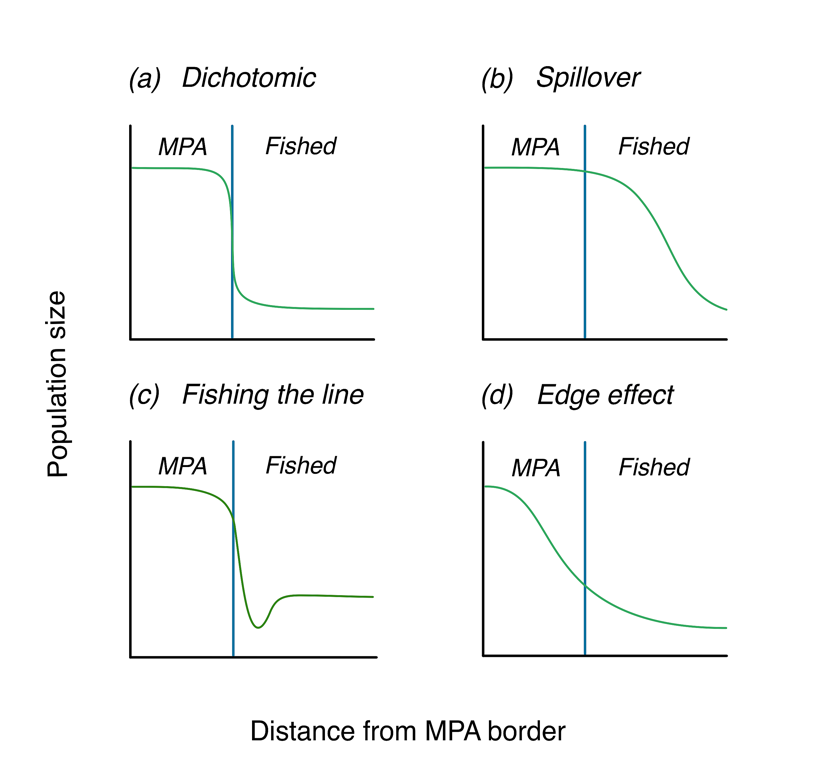 (a) Dichotomic
(b) Spillover
MPA Fished
MPA Fished
Population size
(c) Fishing the line
(d) Edge effect
MPA Fished
MPA Fished
Distance from MPA border